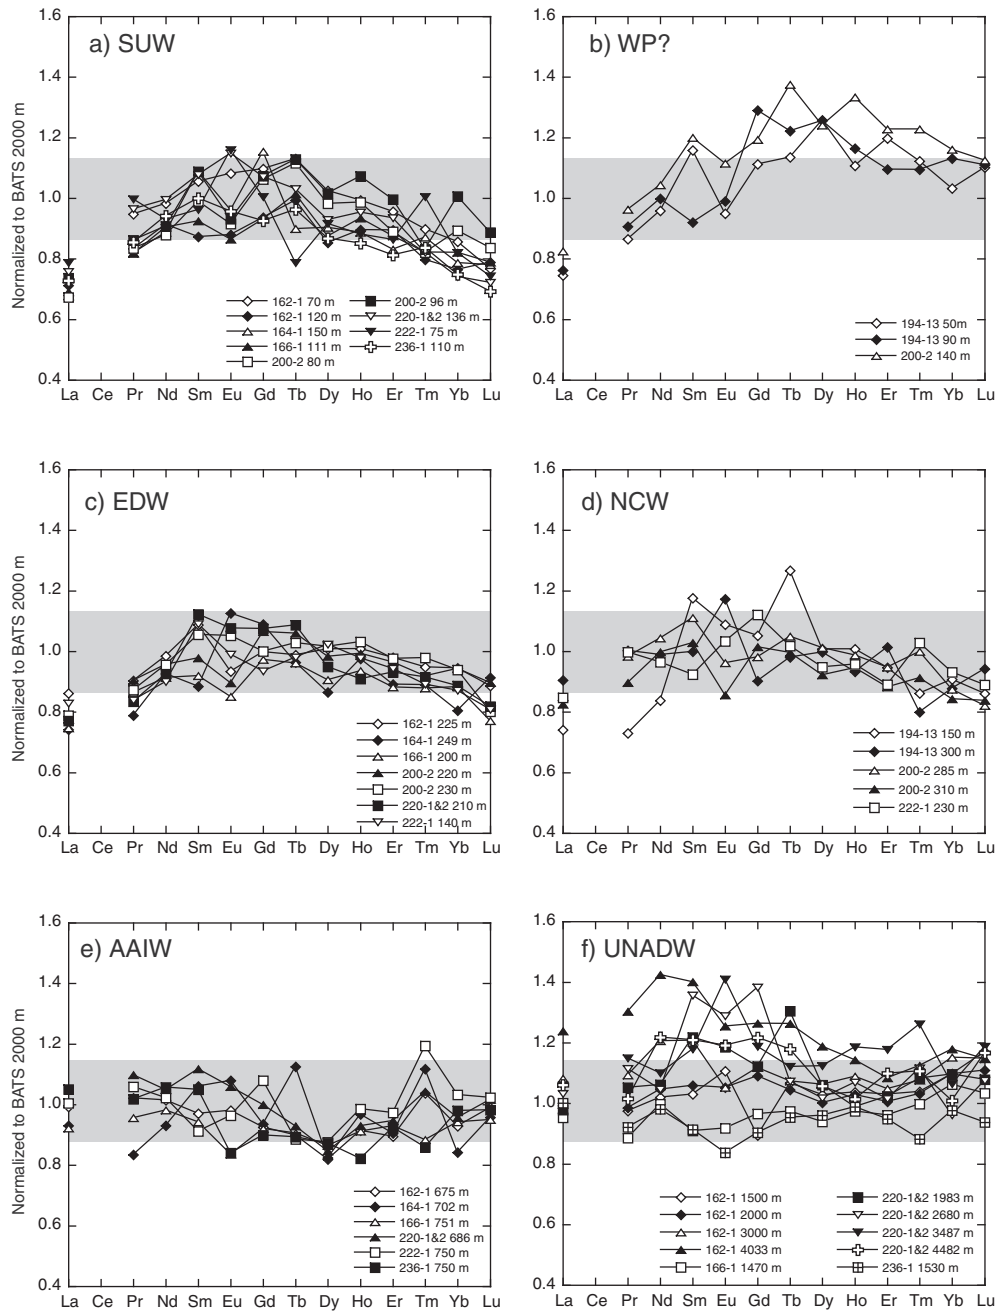 a) SUW
Normalized to BATS 2000 m
1.6
1.4
1.2
1.0
0.8
0.6
0.4
162-1 70 m
162-1 120 m
164-1 150 m
166-1 111 m
200-2 80 m
200-2 96 m
220-1&2 136 m
222-1 75 m
236-1 110 m
La Ce Pr Nd Sm Eu Gd Tb Dy Ho Er Tm Yb Lu
b) WP?
1.6
1.4
1.2
1.0
0.8
0.6
0.4
194-13 50m
194-13 90 m
200-2 140 m
La Ce Pr Nd Sm Eu Gd Tb Dy Ho Er Tm Yb Lu
c) EDW
Normalized to BATS 2000 m
1.6
1.4
1.2
1.0
0.8
0.6
0.4
162-1 225 m
164-1 249 m
166-1 200 m
200-2 220 m
200-2 230 m
220-1&2 210 m
222-1 140 m
La Ce Pr Nd Sm Eu Gd Tb Dy Ho Er Tm Yb Lu
d) NCW
1.6
1.4
1.2
1.0
0.8
0.6
0.4
194-13 150 m
194-13 300 m
200-2 285 m
200-2 310 m
222-1 230 m
La Ce Pr Nd Sm Eu Gd Tb Dy Ho Er Tm Yb Lu
e) AAIW
Normalized to BATS 2000 m
1.6
1.4
1.2
1.0
0.8
0.6
0.4
162-1 675 m
164-1 702 m
166-1 751 m
220-1&2 686 m
222-1 750 m
236-1 750 m
La Ce Pr Nd Sm Eu Gd Tb Dy Ho Er Tm Yb Lu
f) UNADW
1.6
1.4
1.2
1.0
0.8
0.6
0.4
162-1 1500 m
162-1 2000 m
162-1 3000 m
162-1 4033 m
166-1 1470 m
220-1&2 1983 m
220-1&2 2680 m
220-1&2 3487 m
220-1&2 4482 m
236-1 1530 m
La Ce Pr Nd Sm Eu Gd Tb Dy Ho Er Tm Yb Lu